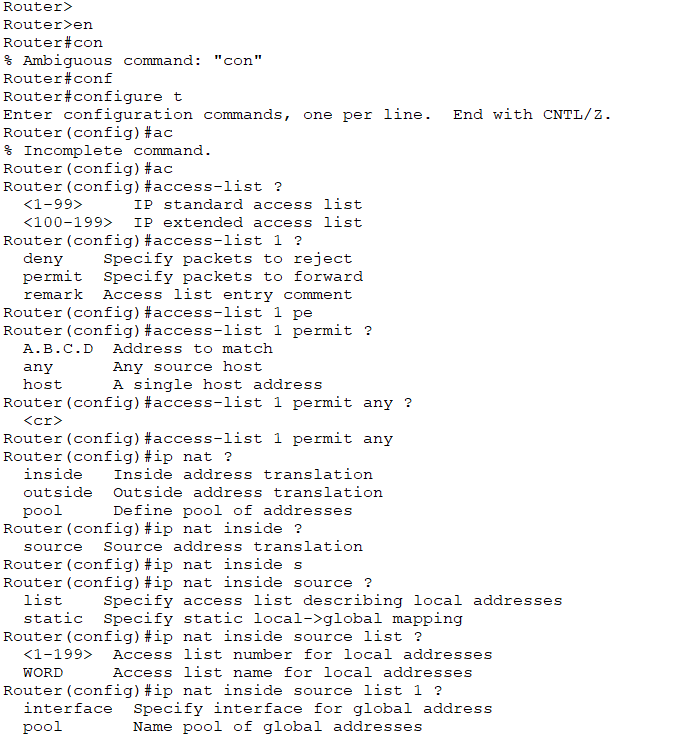 Router>
Router>en
Router#con
% Ambiguous command: "con"
Router#conf
Router#configure t
Enter configuration commands, one per line.  End with CNTL/Z.
Router(config)#ac
% Incomplete command.
Router(config)#ac
Router(config)#access-list ?
  <1-99>     IP standard access list
  <100-199>  IP extended access list
Router(config)#access-list 1 ?
  deny    Specify packets to reject
  permit  Specify packets to forward
  remark  Access list entry comment
Router(config)#access-list 1 pe
Router(config)#access-list 1 permit ?
  A.B.C.D  Address to match
  any      Any source host
  host     A single host address
Router(config)#access-list 1 permit any ?
  <cr>
Router(config)#access-list 1 permit any
Router(config)#ip nat ?
  inside   Inside address translation
  outside  Outside address translation
  pool     Define pool of addresses
Router(config)#ip nat inside ?
  source  Source address translation
Router(config)#ip nat inside s
Router(config)#ip nat inside source ?
  list    Specify access list describing local addresses
  static  Specify static local->global mapping
Router(config)#ip nat inside source list ?
  <1-199>  Access list number for local addresses
  WORD     Access list name for local addresses
Router(config)#ip nat inside source list 1 ?
  interface  Specify interface for global address
  pool       Name pool of global addresses